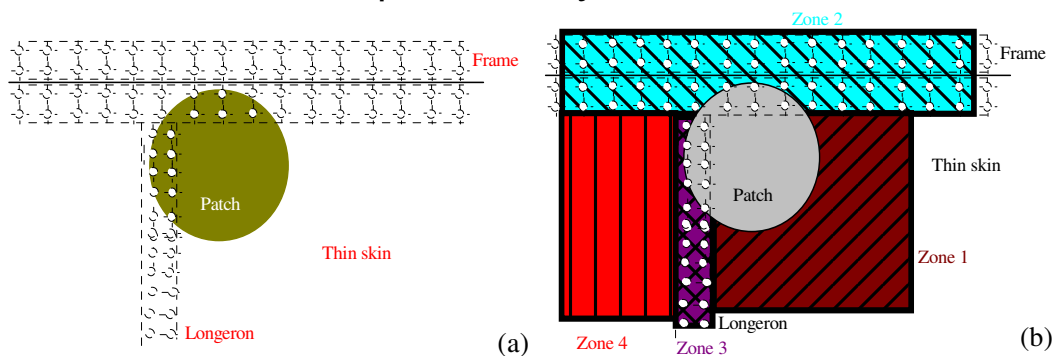 Frame
Patch
Thin skin
Longeron
(a)
Zone 2
Frame
Thin skin
Patch
Zone 1
Longeron
Zone 4
Zone 3
(b)